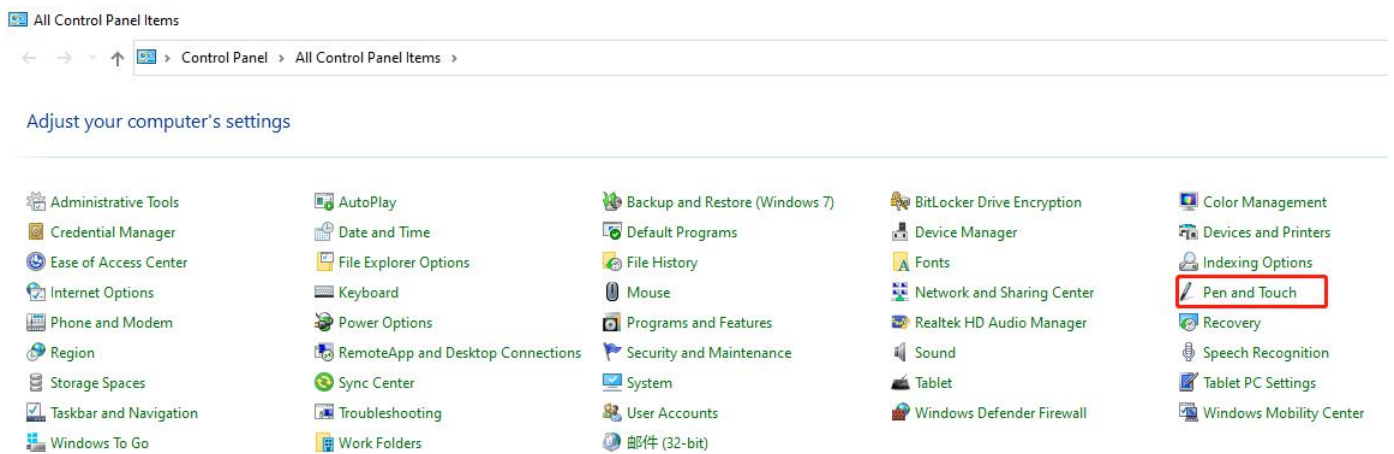 All Control Panel Items
Control Panel > All Control Panel Items >
Adjust your computer's settings
Administrative Tools AutoPlay Backup and Restore (Windows 7) BitLocker Drive Encryption Color Management
Credential Manager Date and Time Default Programs Device Manager Devices and Printers
Ease of Access Center File Explorer Options File History Fonts Indexing Options
Internet Options Keyboard Mouse Network and Sharing Center Pen and Touch
Phone and Modem Power Options Programs and Features Realtek HD Audio Manager Recovery
Region RemoteApp and Desktop Connections Security and Maintenance Sound Speech Recognition
Storage Spaces Sync Center System Tablet Tablet PC Settings
Taskbar and Navigation Troubleshooting User Accounts Windows Defender Firewall Windows Mobility Center
Windows To Go Work Folders 邮件 (32-bit)